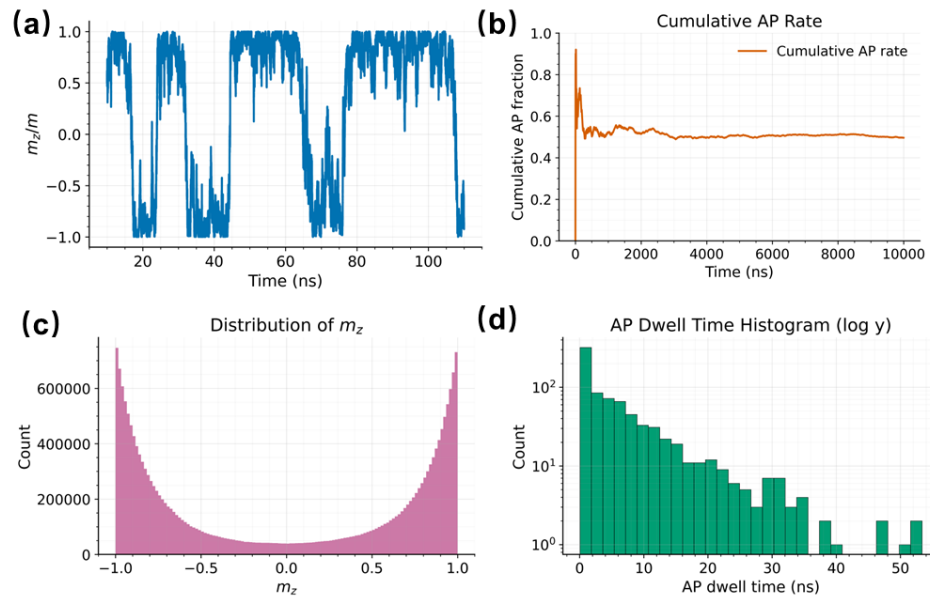 (a)
1.0
0.5
0.0
−0.5
−1.0
m_z/m
20
40
60
80
100
Time (ns)
(b)
Cumulative AP Rate
Cumulative AP rate
1.0
0.8
0.6
0.4
0.2
0.0
Cumulative AP fraction
0
2000
4000
6000
8000
10000
Time (ns)
(c)
Distribution of m_z
600000
400000
200000
0
Count
−1.0
−0.5
0.0
0.5
1.0
m_z
(d)
AP Dwell Time Histogram (log y)
10²
10¹
10⁰
Count
0
10
20
30
40
50
AP dwell time (ns)